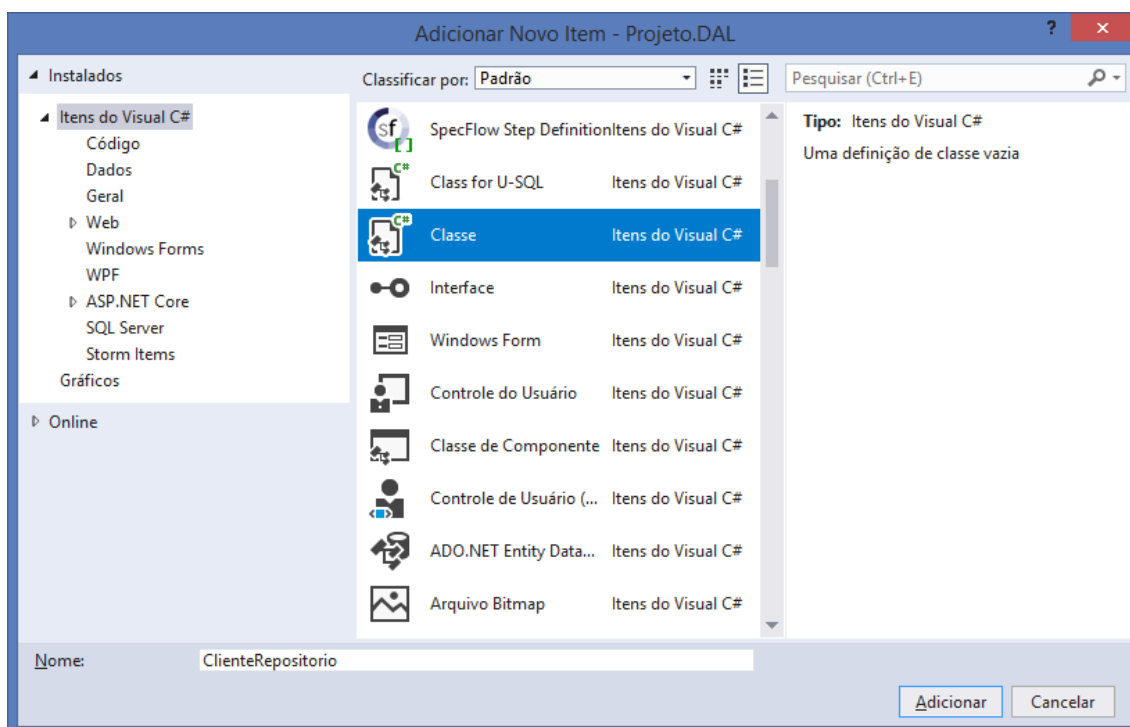 Adicionar Novo Item - Projeto.DAL
?
×
Instalados
Itens do Visual C#
Código
Dados
Geral
Web
Windows Forms
WPF
ASP.NET Core
SQL Server
Storm Items
Gráficos
Online
Classificar por: Padrão
SpecFlow Step Definition Itens do Visual C#
Class for U-SQL Itens do Visual C#
Classe Itens do Visual C#
Interface Itens do Visual C#
Windows Form Itens do Visual C#
Controle do Usuário Itens do Visual C#
Classe de Componente Itens do Visual C#
Controle de Usuário (... Itens do Visual C#
ADO.NET Entity Data... Itens do Visual C#
Arquivo Bitmap Itens do Visual C#
Pesquisar (Ctrl+E)
Tipo: Itens do Visual C#
Uma definição de classe vazia
Nome: ClienteRepositorio
Adicionar Cancelar